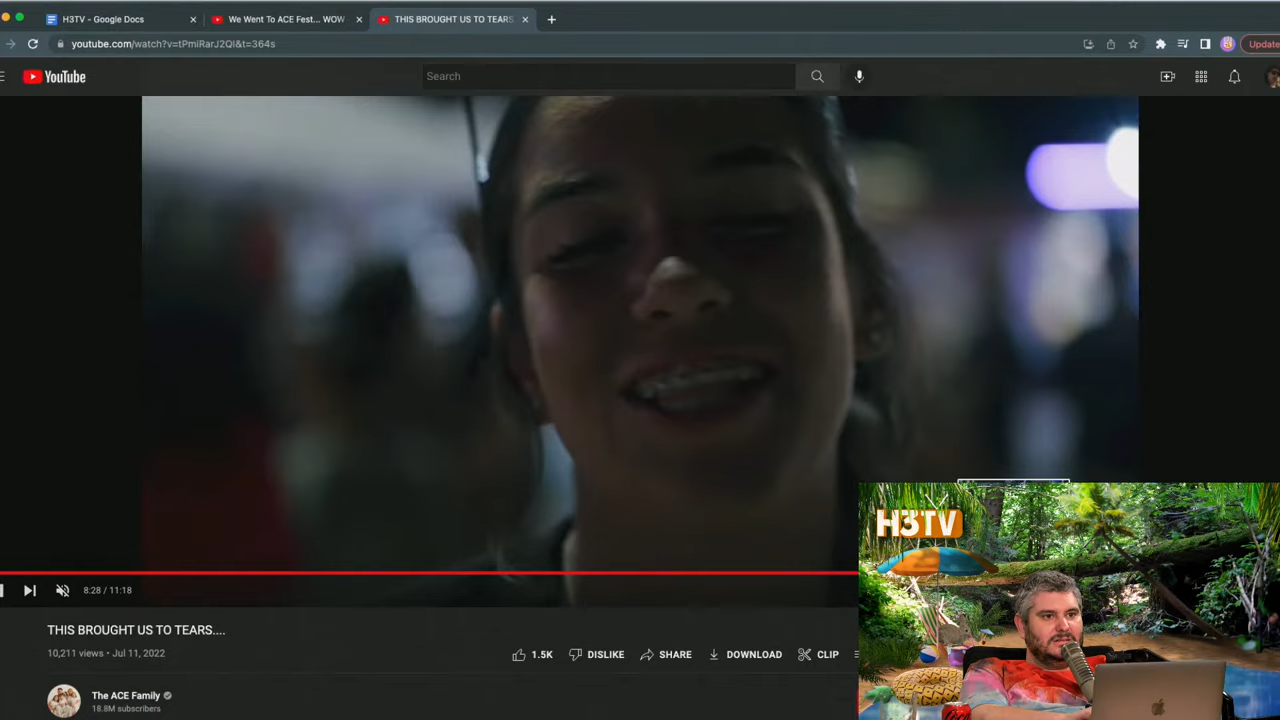 H3TV - Google Docs
We Went To ACE Fest... WOW
THIS BROUGHT US TO TEARS
youtube.com/watch?v=tPmiRarJ2QI&t=364s
Update
YouTube
Search
H3TV
8:28 / 11:18
THIS BROUGHT US TO TEARS....
10,211 views • Jul 11, 2022
1.5K DISLIKE SHARE DOWNLOAD CLIP
The ACE Family
18.8M subscribers